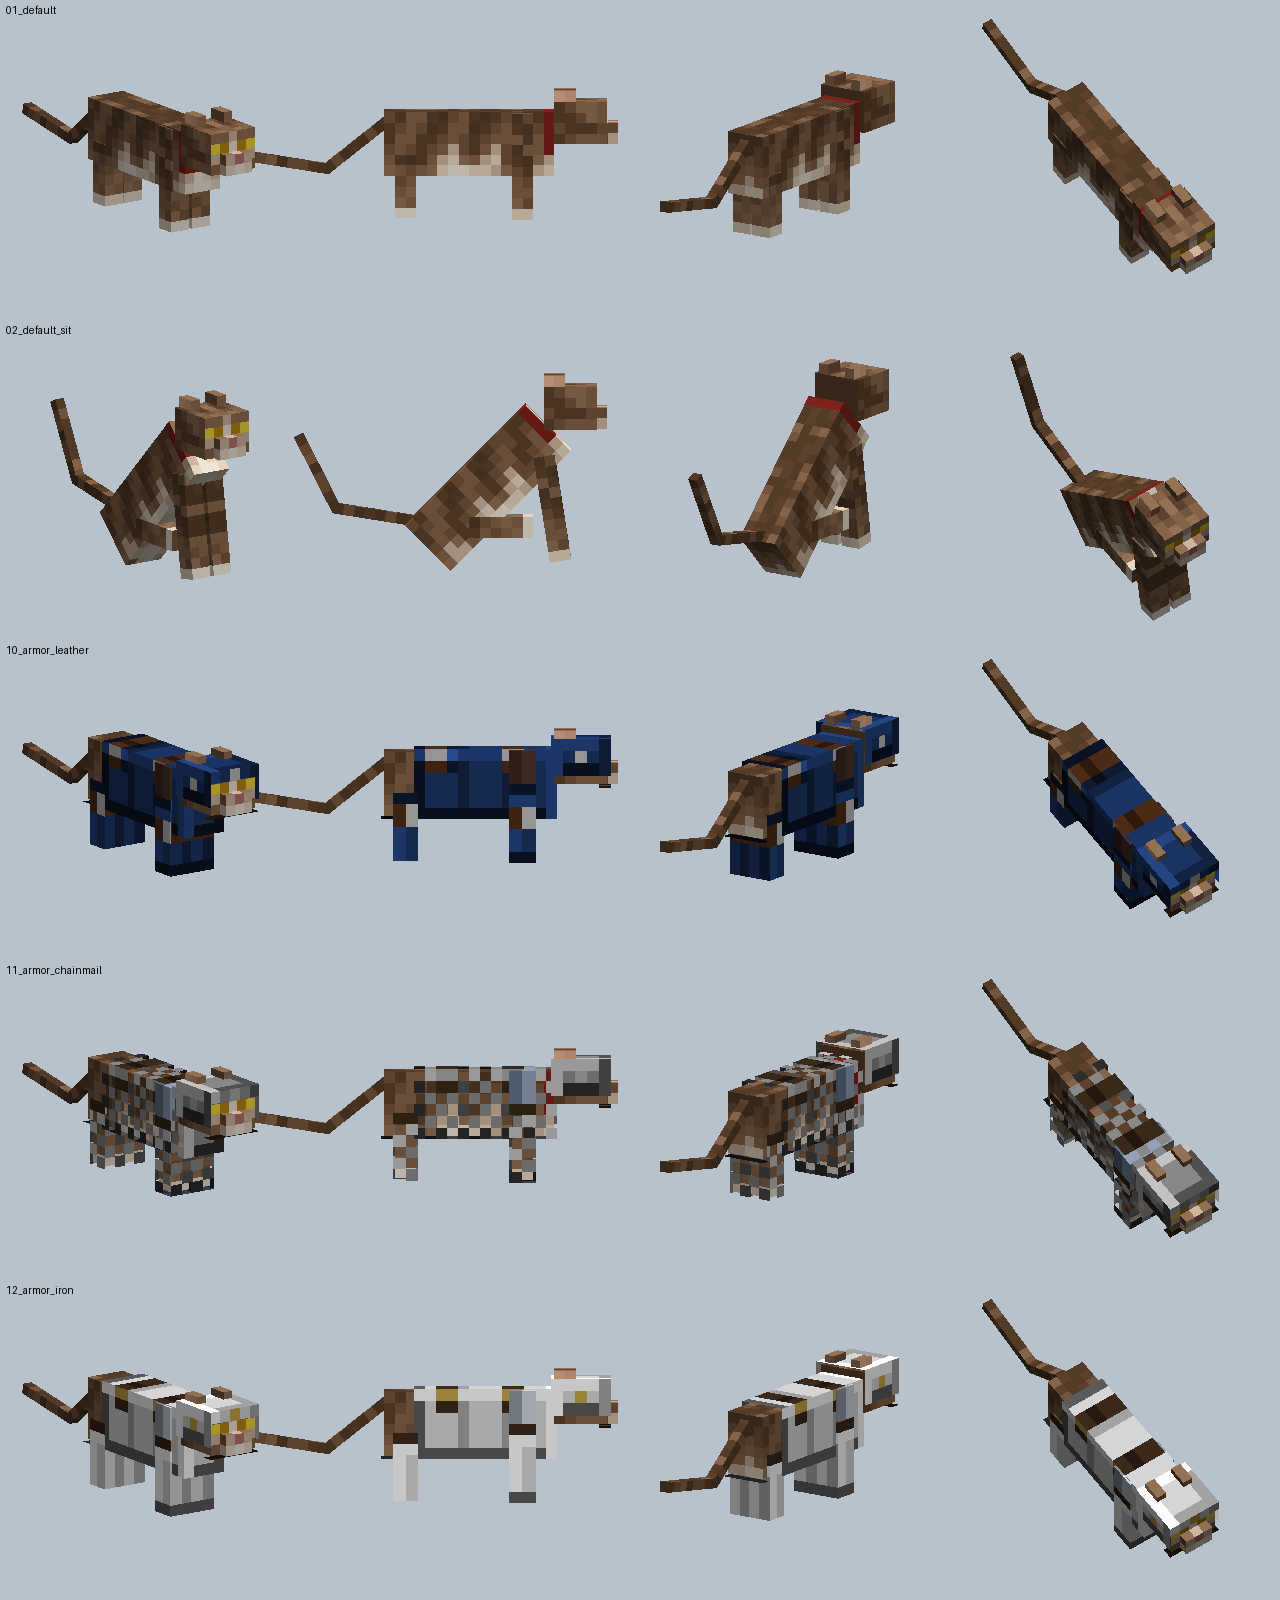 01_default
02_default_sit
10_armor_leather
11_armor_chainmail
12_armor_iron